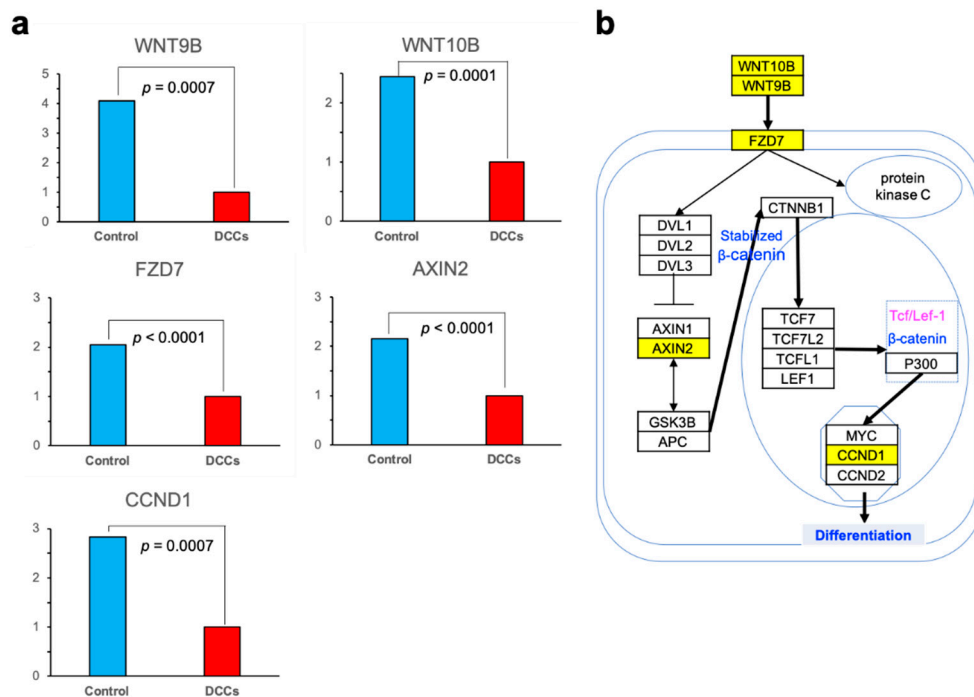 a
WNT9B
5
4
3
2
1
0
p = 0.0007
Control
DCCs
WNT10B
2
1
0
p = 0.0001
Control
DCCs
FZD7
3
2
1
0
p < 0.0001
Control
DCCs
AXIN2
3
2
1
0
p < 0.0001
Control
DCCs
CCND1
3
2
1
0
p = 0.0007
Control
DCCs
b
WNT10B
WNT9B
FZD7
protein
kinase C
CTNNB1
DVL1
DVL2
DVL3
Stabilized
β-catenin
AXIN1
AXIN2
GSK3B
APC
TCF7
TCF7L2
TCFL1
LEF1
Tcf/Lef-1
β-catenin
P300
MYC
CCND1
CCND2
Differentiation